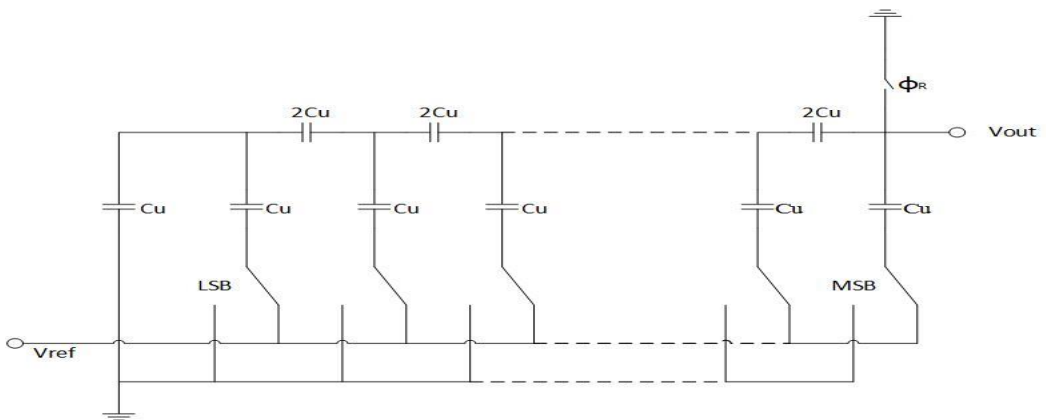 ΦR
2Cu 2Cu 2Cu
Vout
Cu Cu Cu Cu Cu Cu
LSB MSB
Vref